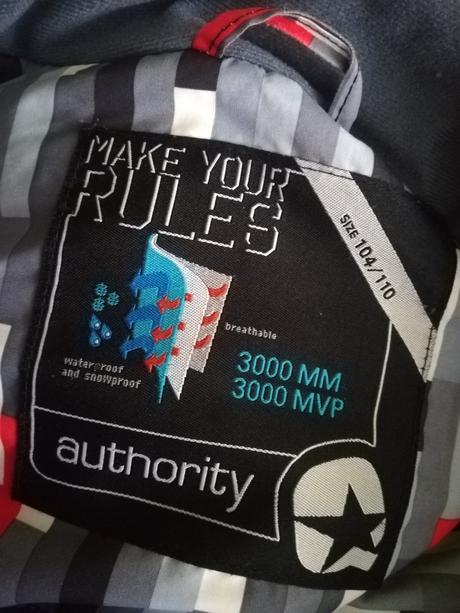 MAKE YOUR
RULES
SIZE 104/110
breathable
waterproof
and snowproof
3000 MM
3000 MVP
authority